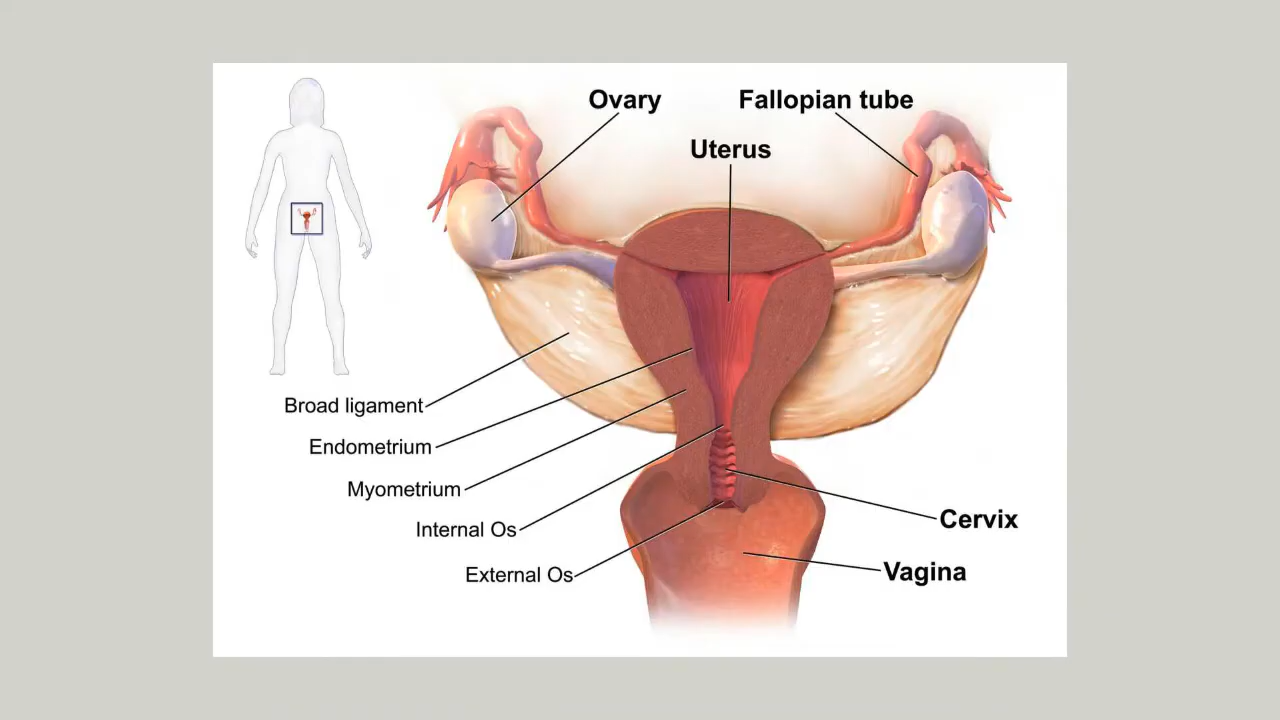 Ovary
Fallopian tube
Uterus
Broad ligament
Endometrium
Myometrium
Internal Os
External Os
Cervix
Vagina